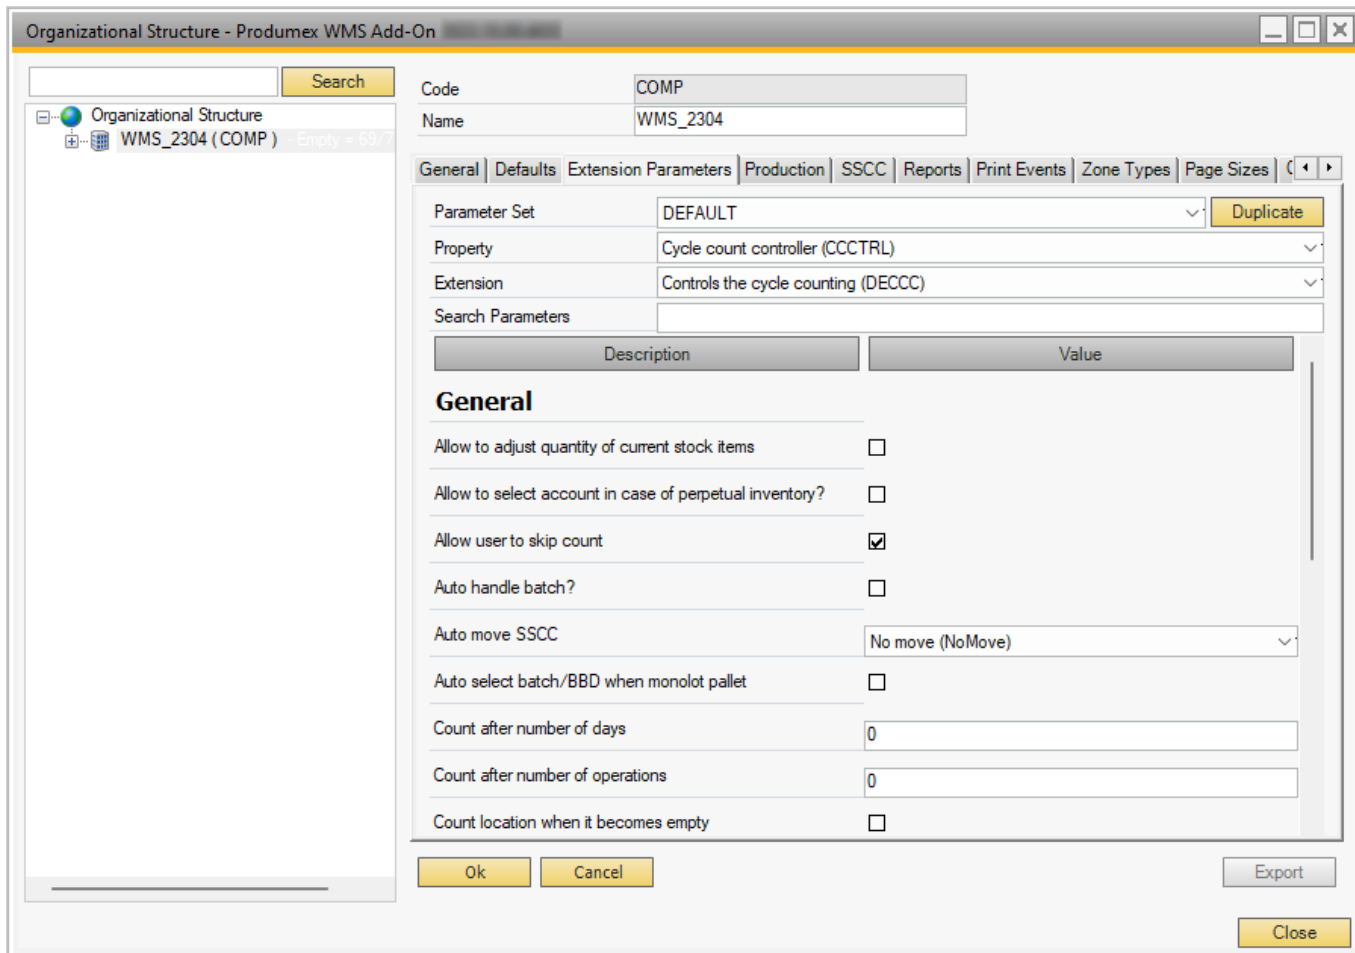 Organizational Structure - Produmex WMS Add-On
Search
Organizational Structure
WMS_2304 ( COMP ) - Empty = 69/7
Code COMP
Name WMS_2304
General Defaults Extension Parameters Production SSCC Reports Print Events Zone Types Page Sizes
Parameter Set DEFAULT Duplicate
Property Cycle count controller (CCCTRL)
Extension Controls the cycle counting (DECCC)
Search Parameters
Description Value
General
Allow to adjust quantity of current stock items
Allow to select account in case of perpetual inventory?
Allow user to skip count
Auto handle batch?
Auto move SSCC No move (NoMove)
Auto select batch/BBD when monolot pallet
Count after number of days 0
Count after number of operations 0
Count location when it becomes empty
Ok Cancel Export
Close